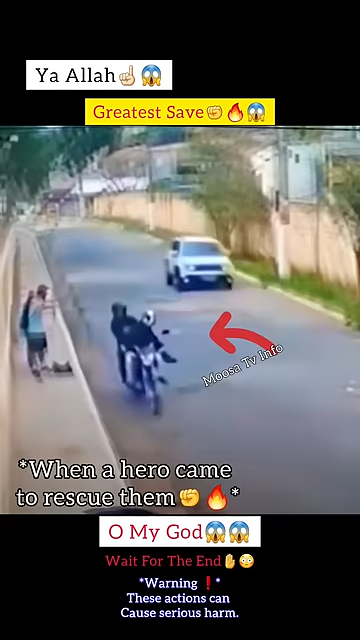 Ya Allah☝🏻😱
Greatest Save✊🔥😱
Moosa Tv Info
*When a hero came
to rescue them✊🔥*
O My God😱😱
Wait For The End✋😳
*Warning❗*
These actions can
Cause serious harm.